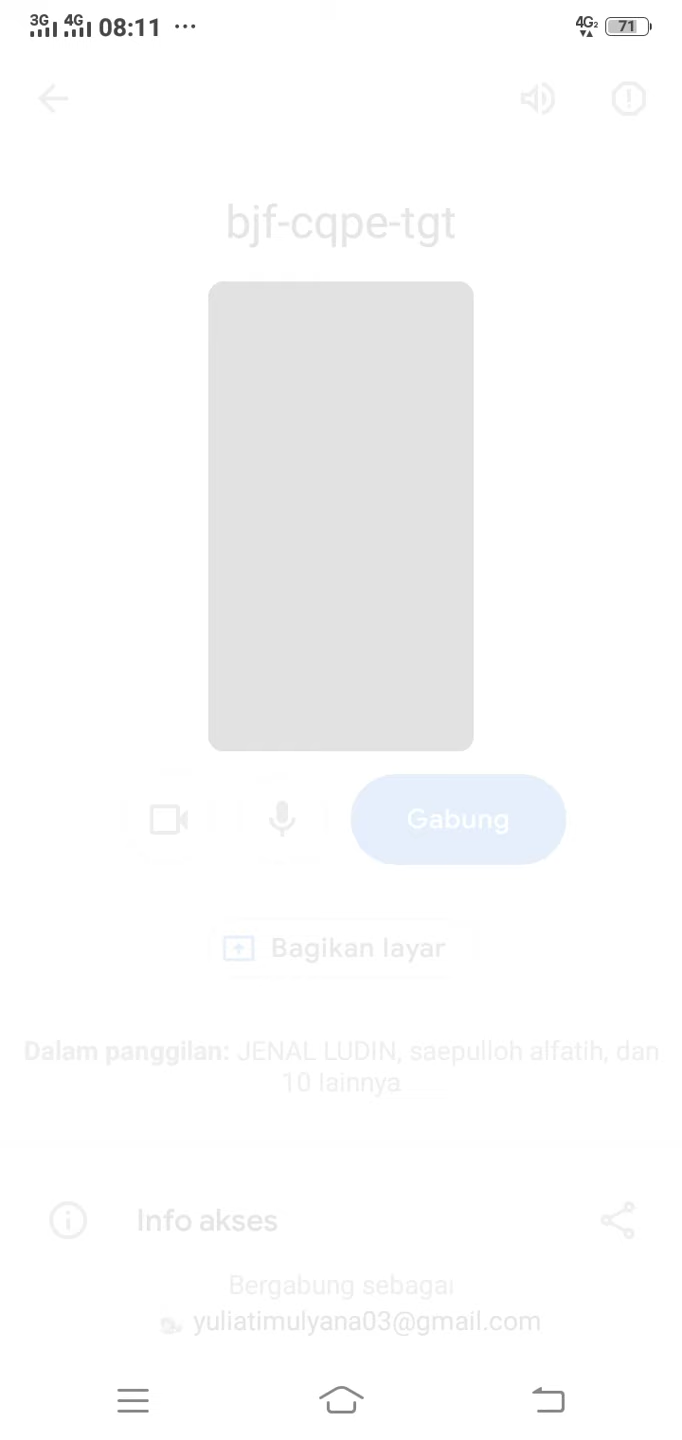 3G 4G 08:11 ... 4G2 71
bjf-cqpe-tgt
Gabung
Bagikan layar
Dalam panggilan: JENAL LUDIN, saepulloh alfatih, dan
10 lainnya
Info akses
Bergabung sebagai
yuliatimulyana03@gmail.com